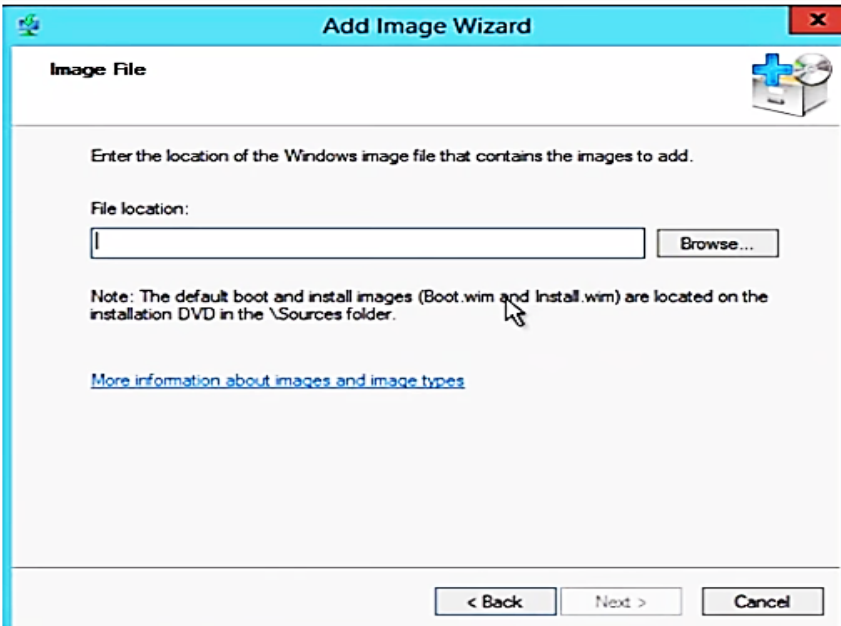 Add Image Wizard
Image File
Enter the location of the Windows image file that contains the images to add.
File location:
Browse...
Note: The default boot and install images (Boot.wim and Install.wim) are located on the
installation DVD in the \Sources folder.
More information about images and image types
< Back
Next >
Cancel